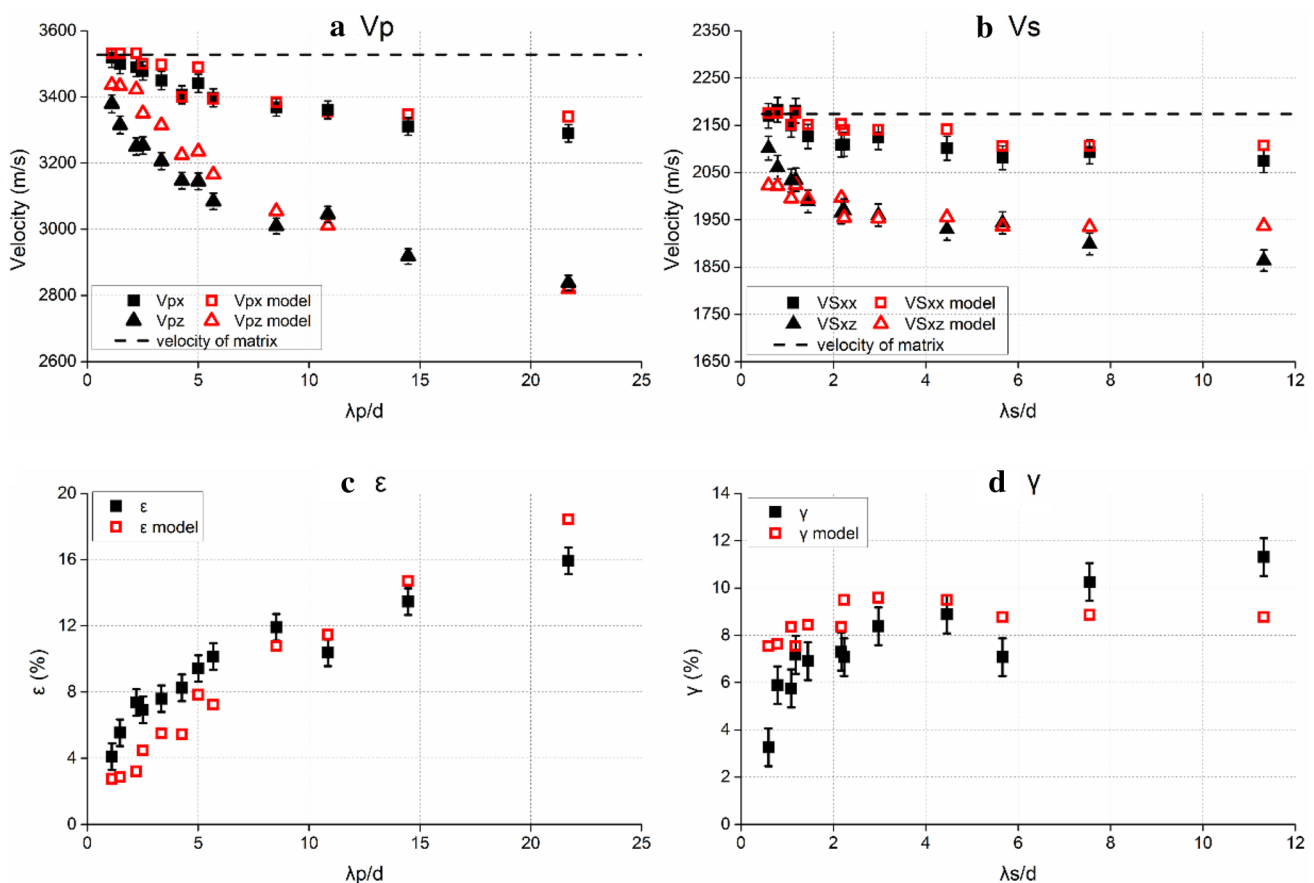 a Vp
3600
3400
3200
3000
2800
2600
Velocity (m/s)
Vpx
Vpx model
Vpz
Vpz model
velocity of matrix
0 5 10 15 20 25
λp/d
b Vs
2350
2250
2150
2050
1950
1850
1750
1650
Velocity (m/s)
VSxx
VSxx model
VSxz
VSxz model
velocity of matrix
0 2 4 6 8 10 12
λs/d
c ε
20
16
12
8
4
0
ε (%)
ε
ε model
0 5 10 15 20 25
λp/d
d γ
14
12
10
8
6
4
2
0
γ (%)
γ
γ model
0 2 4 6 8 10 12
λs/d